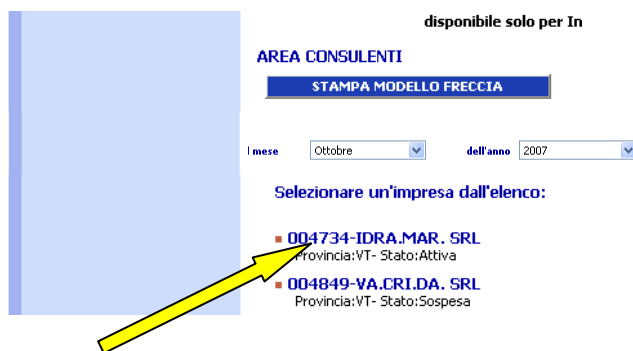 disponibile solo per In
AREA CONSULENTI
STAMPA MODELLO FRECCIA
l mese Ottobre dell'anno 2007
Selezionare un'impresa dall'elenco:
004734-IDRA.MAR. SRL
Provincia:VT- Stato:Attiva
004849-VA.CRI.DA. SRL
Provincia:VT- Stato:Sospesa